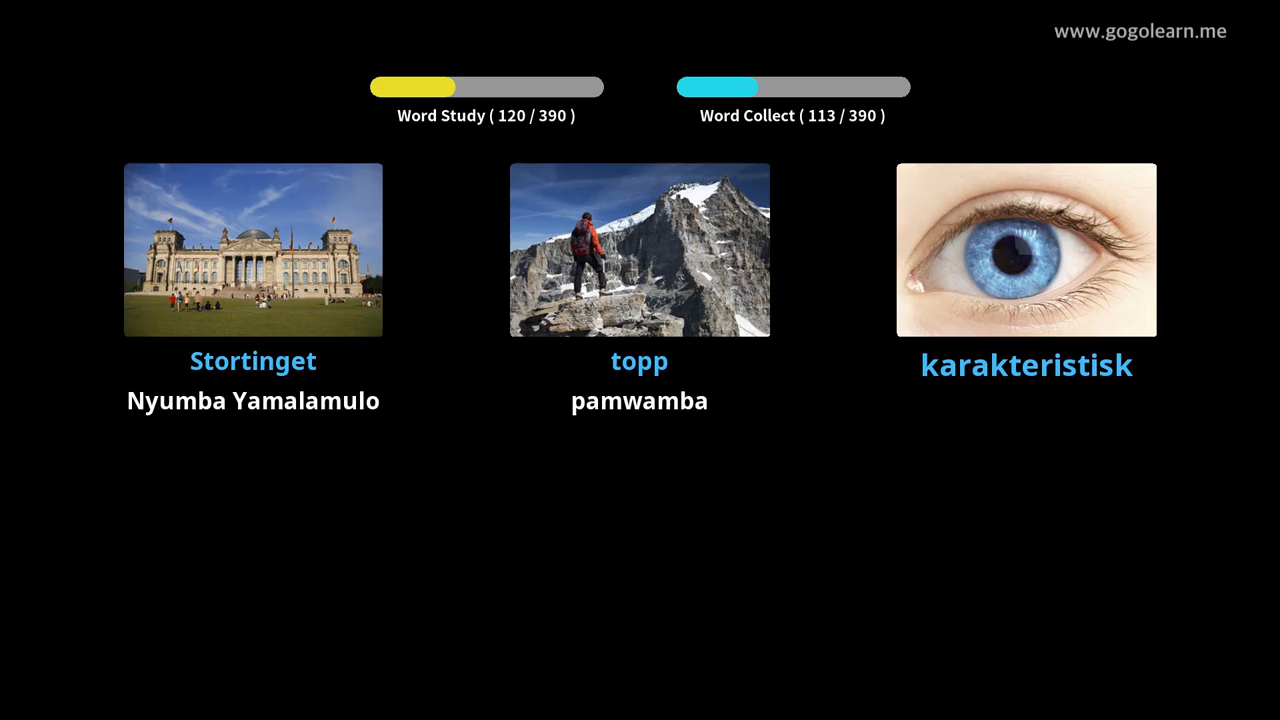 www.gogolearn.me
Word Study ( 120 / 390 )
Word Collect ( 113 / 390 )
Stortinget
Nyumba Yamalamulo
topp
pamwamba
karakteristisk